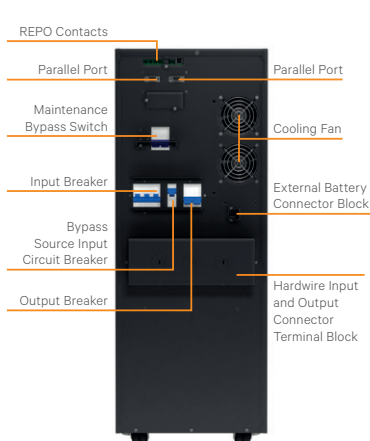 REPO Contacts
Parallel Port
Maintenance
Bypass Switch
Input Breaker
Bypass
Source Input
Circuit Breaker
Output Breaker
Parallel Port
Cooling Fan
External Battery
Connector Block
Hardwire Input
and Output
Connector
Terminal Block